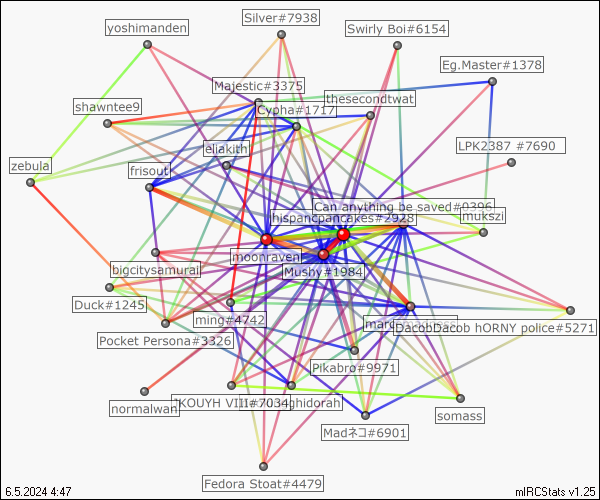 Silver#7938
yoshimanden
Swirly Boi#6154
Eg.Master#1378
Majestic#3375
thesecondtwat
shawntee9
Cypha#1717
LPK2387 #7690
eljakith
zebula
frisout
Can anything be saved#0396
hispancpancakes#2928
mukszi
moonraven
bigcitysamurai
Mushy#1984
Duck#1245
ming#4742
DacobDacob hORNY police#5271
Pocket Persona#3326
Pikabro#9971
normalwan
KOUYH VIII#7034
ghidorah
somass
Madネコ#6901
Fedora Stoat#4479
6.5.2024 4:47
mIRCStats v1.25